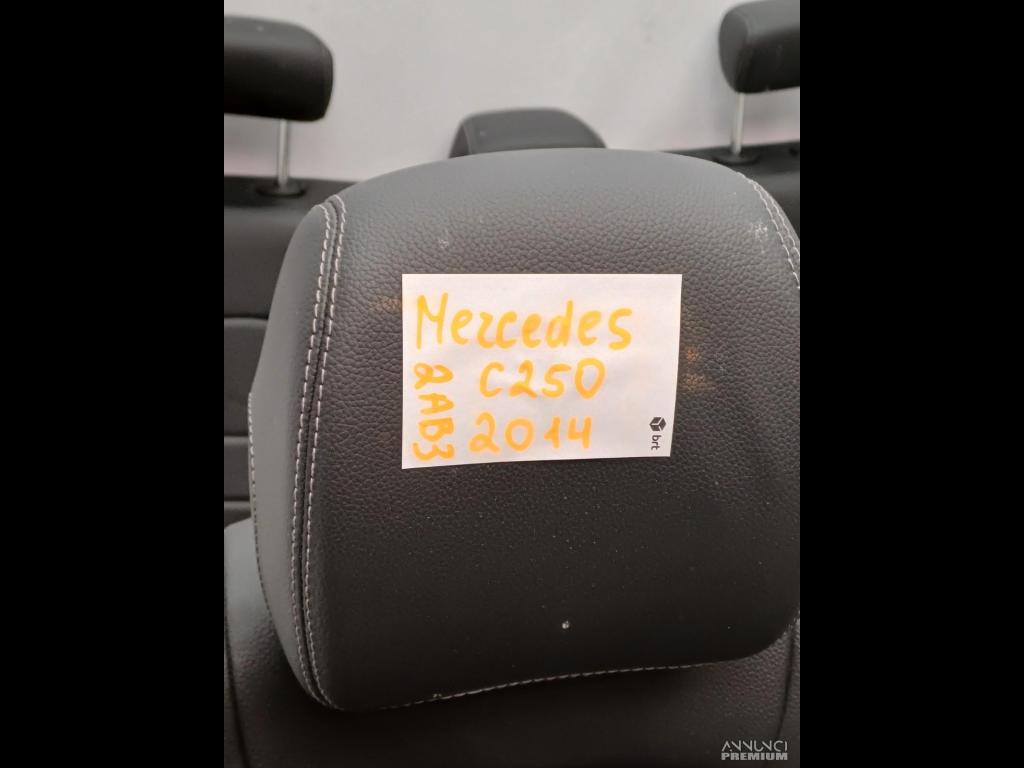 Mercedes
C250
2014
2AB3
brt
ANNUNCI
PREMIUM